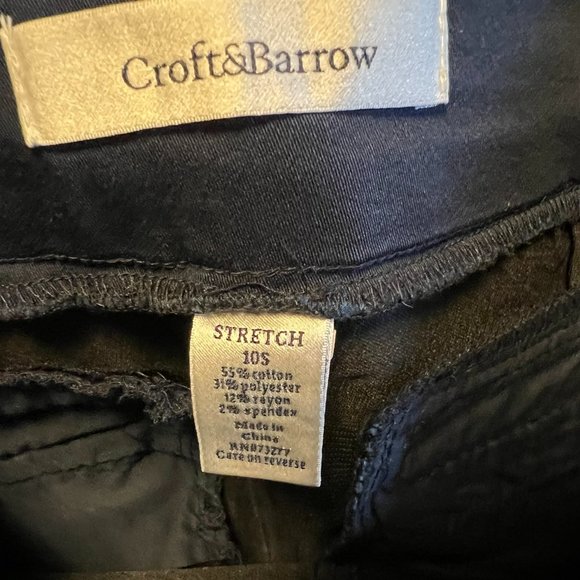 Croft&Barrow
STRETCH
10S
55% cotton
31% polyester
12% rayon
2% spandex
Made in
China
RN#73277
Care on reverse